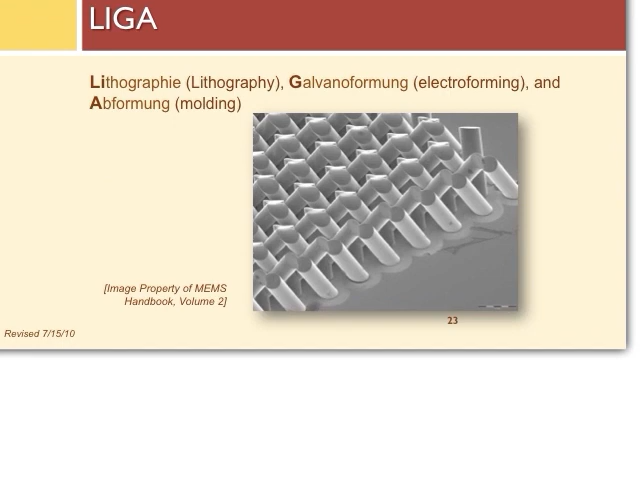 LIGA
Lithographie (Lithography), Galvanoformung (electroforming), and
Abformung (molding)
[Image Property of MEMS
Handbook, Volume 2]
23
Revised 7/15/10